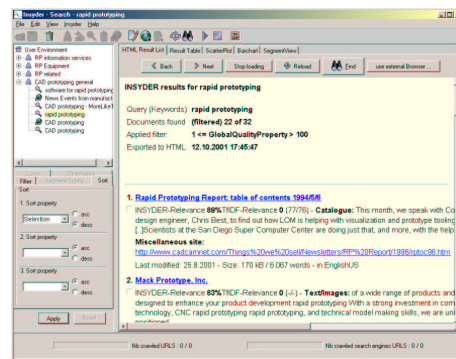 Insyder - Search - rapid prototyping
File Edit View Insyder Help
User Environment
RP information services
RP Engines
RP related
CAD prototyping general
software for rapid prototyping
News Events from manufact
CAD prototyping - MoreLikeT
rapid prototyping
CAD prototyping
CAD prototyping
Filter Segment Types Sort
Sort
1. Sort property
Selection
asc
desc
2. Sort property
asc
desc
3. Sort property
asc
desc
Apply Reset
HTML Result List Result Table ScatterPlot Barchart SegmentView
Back Next Stop loading Reload Find use external Browser ...
INSYDER results for rapid prototyping
Query (Keywords) rapid prototyping
Documents found (filtered) 22 of 32
Applied filter: 1 <= GlobalQualityProperty > 100
Exported to HTML 12.10.2001 17:45:47
1. Rapid Prototyping Report: table of contents 1994/5/6
INSYDER-Relevance 89%TfIDF-Relevance 0 (77/76) - Catalogue: This month, we speak with Co
design engineer, Chris Best, to find out how LOM is helping with visualization and prototype tooling
[..]Scientists at the San Diego Super Computer Center are doing just that, and more, with the help
Miscellaneous site:
http://www.cadcamnet.com/Things%20we%20sell/Newsletters/RP%20Report/1996/rptoc96.htm
Last modified: 25.8.2001 - Size: 170 kB / 6.067 words - in EnglishUS
2. Mack Prototype, Inc.
INSYDER-Relevance 83%TfIDF-Relevance 0 (-/-) - Text/Images: of a wide range of products and
designed to enhance your product development rapid prototyping With a strong investment in com
technology, CNC rapid prototyping rapid prototyping, and technical model making skills, we are uni
positioned
Nb crawled URLS : 0 / 0 Nb crawled search engines URLS : 0 / 9